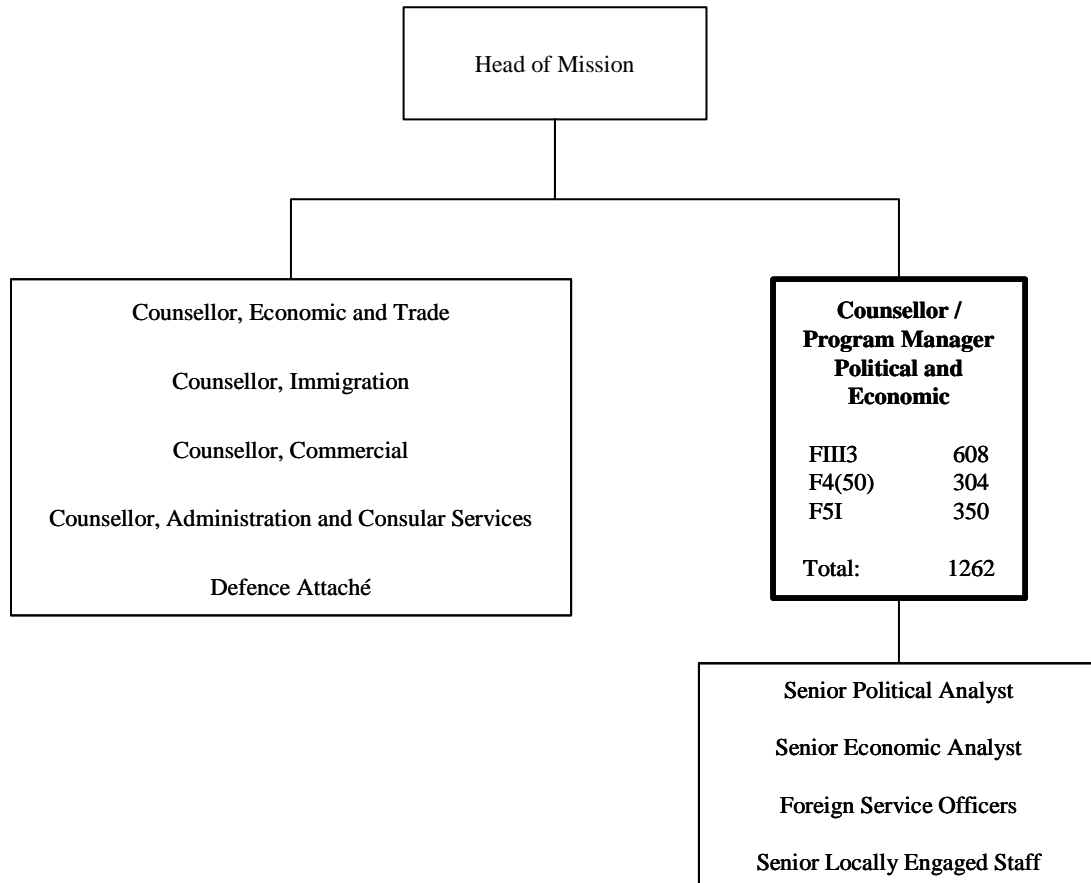 Head of Mission
Counsellor, Economic and Trade
Counsellor, Immigration
Counsellor, Commercial
Counsellor, Administration and Consular Services
Defence Attaché
Counsellor /
Program Manager
Political and
Economic
FIII3 608
F4(50) 304
F5I 350
Total: 1262
Senior Political Analyst
Senior Economic Analyst
Foreign Service Officers
Senior Locally Engaged Staff